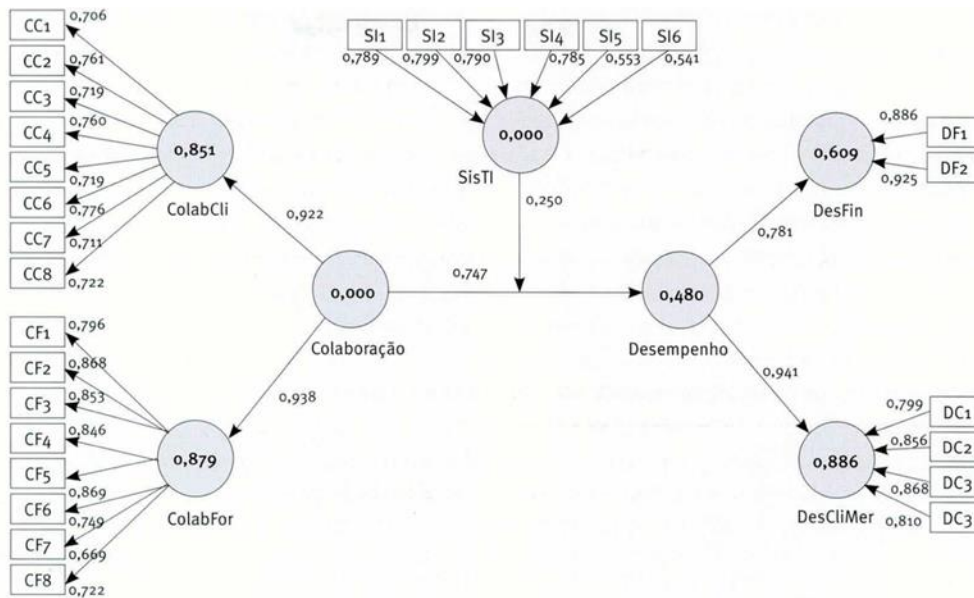 CC1
0,706
CC2
0,761
CC3
0,719
CC4
0,760
CC5
0,719
CC6
0,776
CC7
0,711
CC8
0,722
0,851
ColabCli
0,922
SI1 SI2 SI3 SI4 SI5 SI6
0,789 0,799 0,790 0,785 0,553 0,541
0,000
SisTI
0,250
0,886
DF1
DF2
0,925
0,609
DesFin
0,781
0,000
Colaboração
0,747
0,480
Desempenho
CF1
0,796
CF2
0,868
CF3
0,853
CF4
0,846
CF5
0,869
CF6
0,749
CF7
0,669
CF8
0,722
0,938
0,879
ColabFor
0,941
0,886
DesCliMer
0,799
DC1
0,856
DC2
DC3
0,868
DC3
0,810